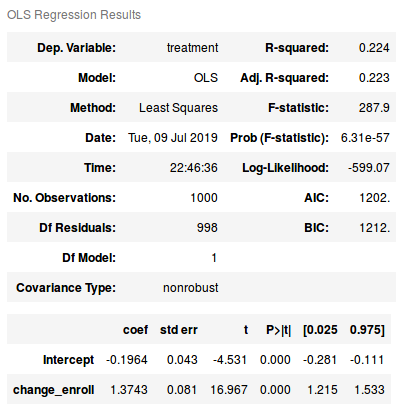 OLS Regression Results
Dep. Variable: treatment R-squared: 0.224
Model: OLS Adj. R-squared: 0.223
Method: Least Squares F-statistic: 287.9
Date: Tue, 09 Jul 2019 Prob (F-statistic): 6.31e-57
Time: 22:46:36 Log-Likelihood: -599.07
No. Observations: 1000 AIC: 1202.
Df Residuals: 998 BIC: 1212.
Df Model: 1
Covariance Type: nonrobust
coef std err t P>|t| [0.025 0.975]
Intercept -0.1964 0.043 -4.531 0.000 -0.281 -0.111
change_enroll 1.3743 0.081 16.967 0.000 1.215 1.533